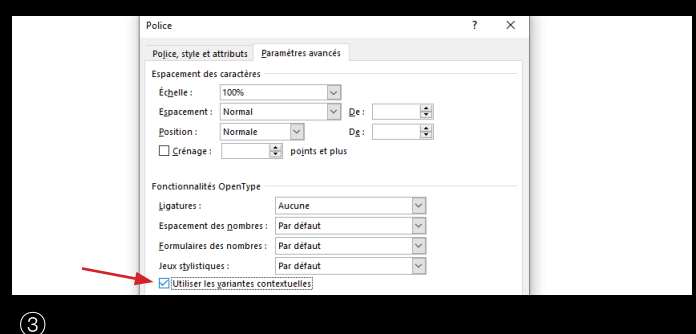 Police ? ×
Police, style et attributs Paramètres avancés
Espacement des caractères
Échelle : 100%
Espacement : Normal De :
Position : Normale De :
Crénage : points et plus
Fonctionnalités OpenType
Ligatures : Aucune
Espacement des nombres : Par défaut
Formulaires des nombres : Par défaut
Jeux stylistiques : Par défaut
Utiliser les variantes contextuelles
③